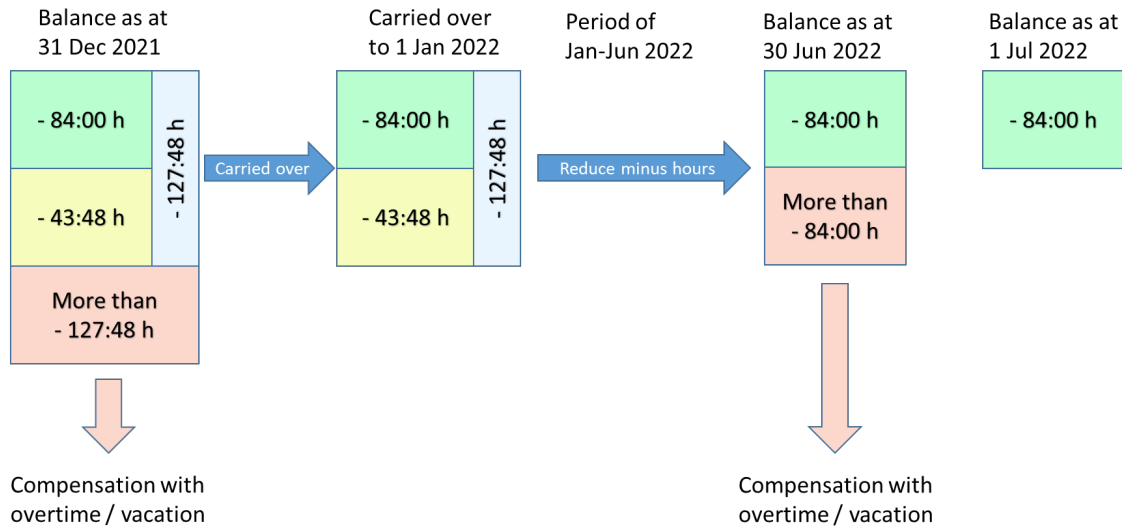 Balance as at
31 Dec 2021
Carried over
to 1 Jan 2022
Period of
Jan-Jun 2022
Balance as at
30 Jun 2022
Balance as at
1 Jul 2022
- 84:00 h
- 43:48 h
- 127:48 h
More than
- 127:48 h
Carried over
- 84:00 h
- 43:48 h
- 127:48 h
Reduce minus hours
- 84:00 h
More than
- 84:00 h
- 84:00 h
Compensation with
overtime / vacation
Compensation with
overtime / vacation